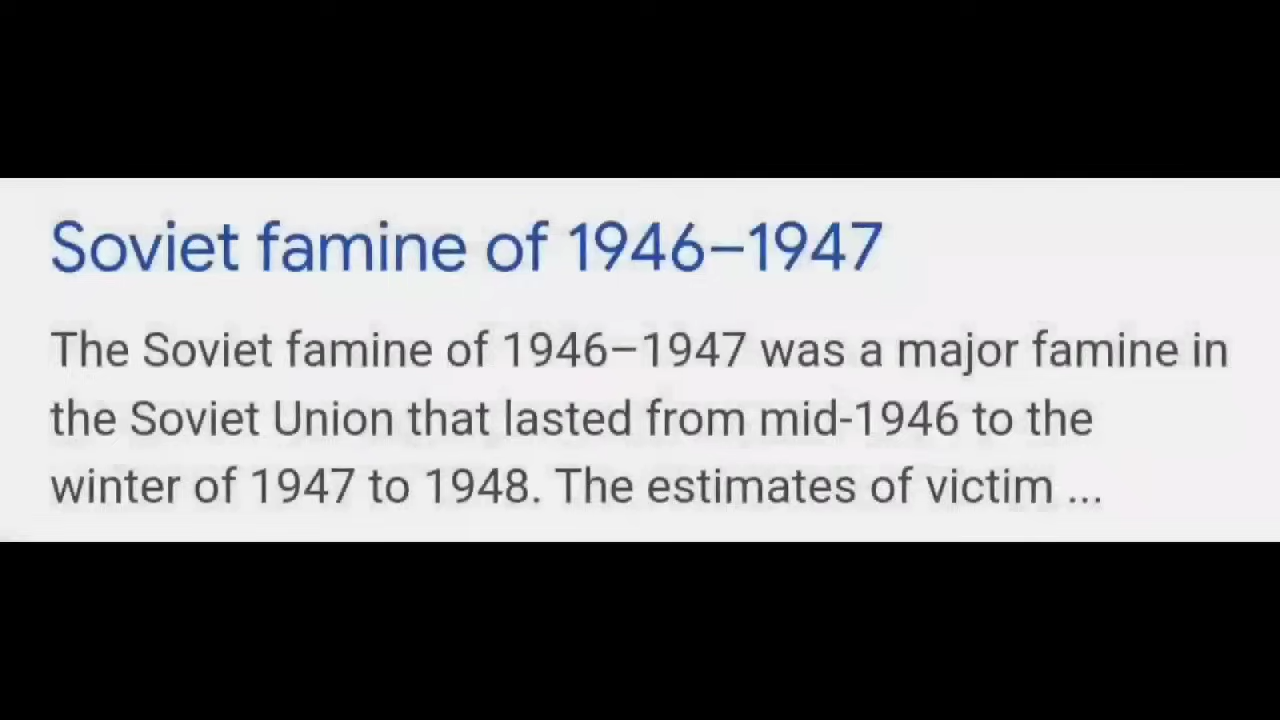 Soviet famine of 1946–1947
The Soviet famine of 1946–1947 was a major famine in
the Soviet Union that lasted from mid-1946 to the
winter of 1947 to 1948. The estimates of victim ...